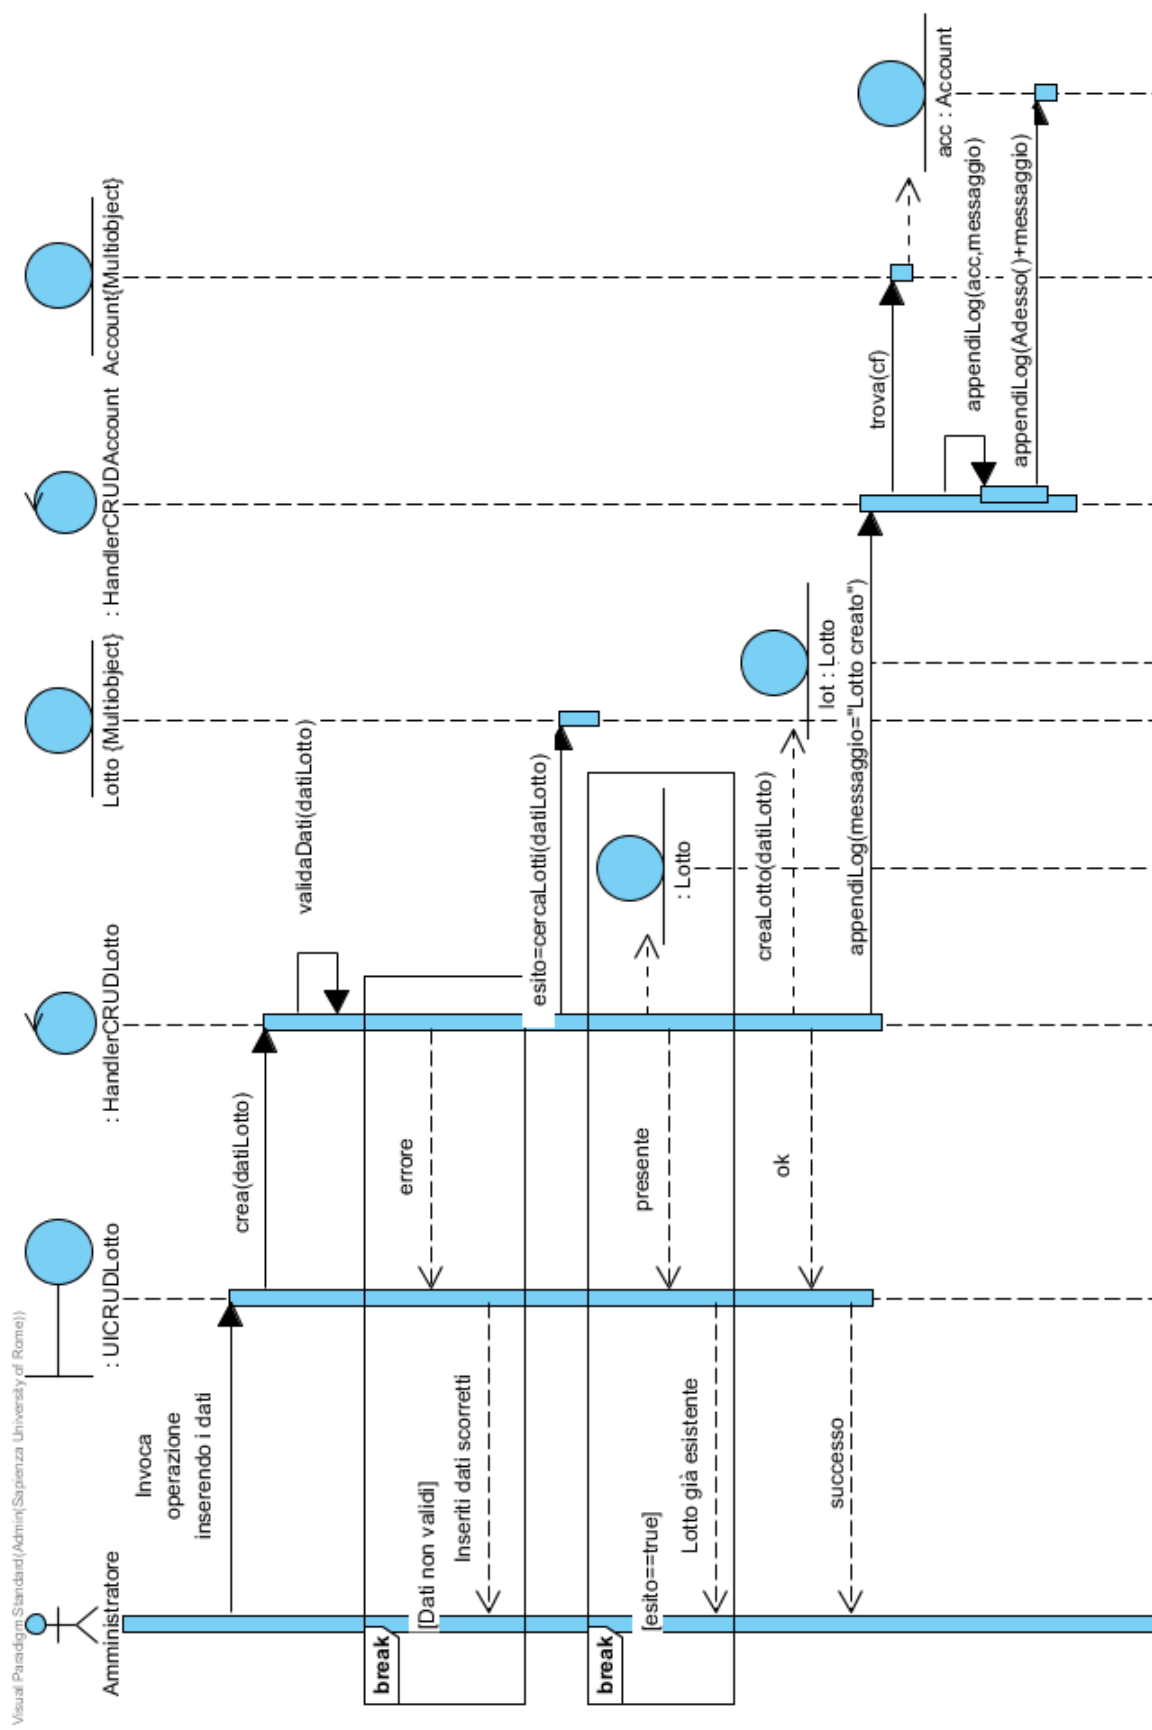 Visual Paradigm Standard(Admin(Sapienza University of Rome))
Amministratore
: UICRUDLotto
: HandlerCRUDLotto
Lotto {Multiobject}
: HandlerCRUDAccount
Account{Multiobject}
Invoca
operazione
inserendo i dati
crea(datiLotto)
validaDati(datiLotto)
break
[Dati non validi]
errore
Inseriti dati scorretti
esito=cercaLotti(datiLotto)
break
[esito==true]
: Lotto
presente
Lotto già esistente
creaLotto(datiLotto)
lot : Lotto
ok
successo
appendiLog(messaggio="Lotto creato")
trova(cf)
acc : Account
appendiLog(acc,messaggio)
appendiLog(Adesso()+messaggio)